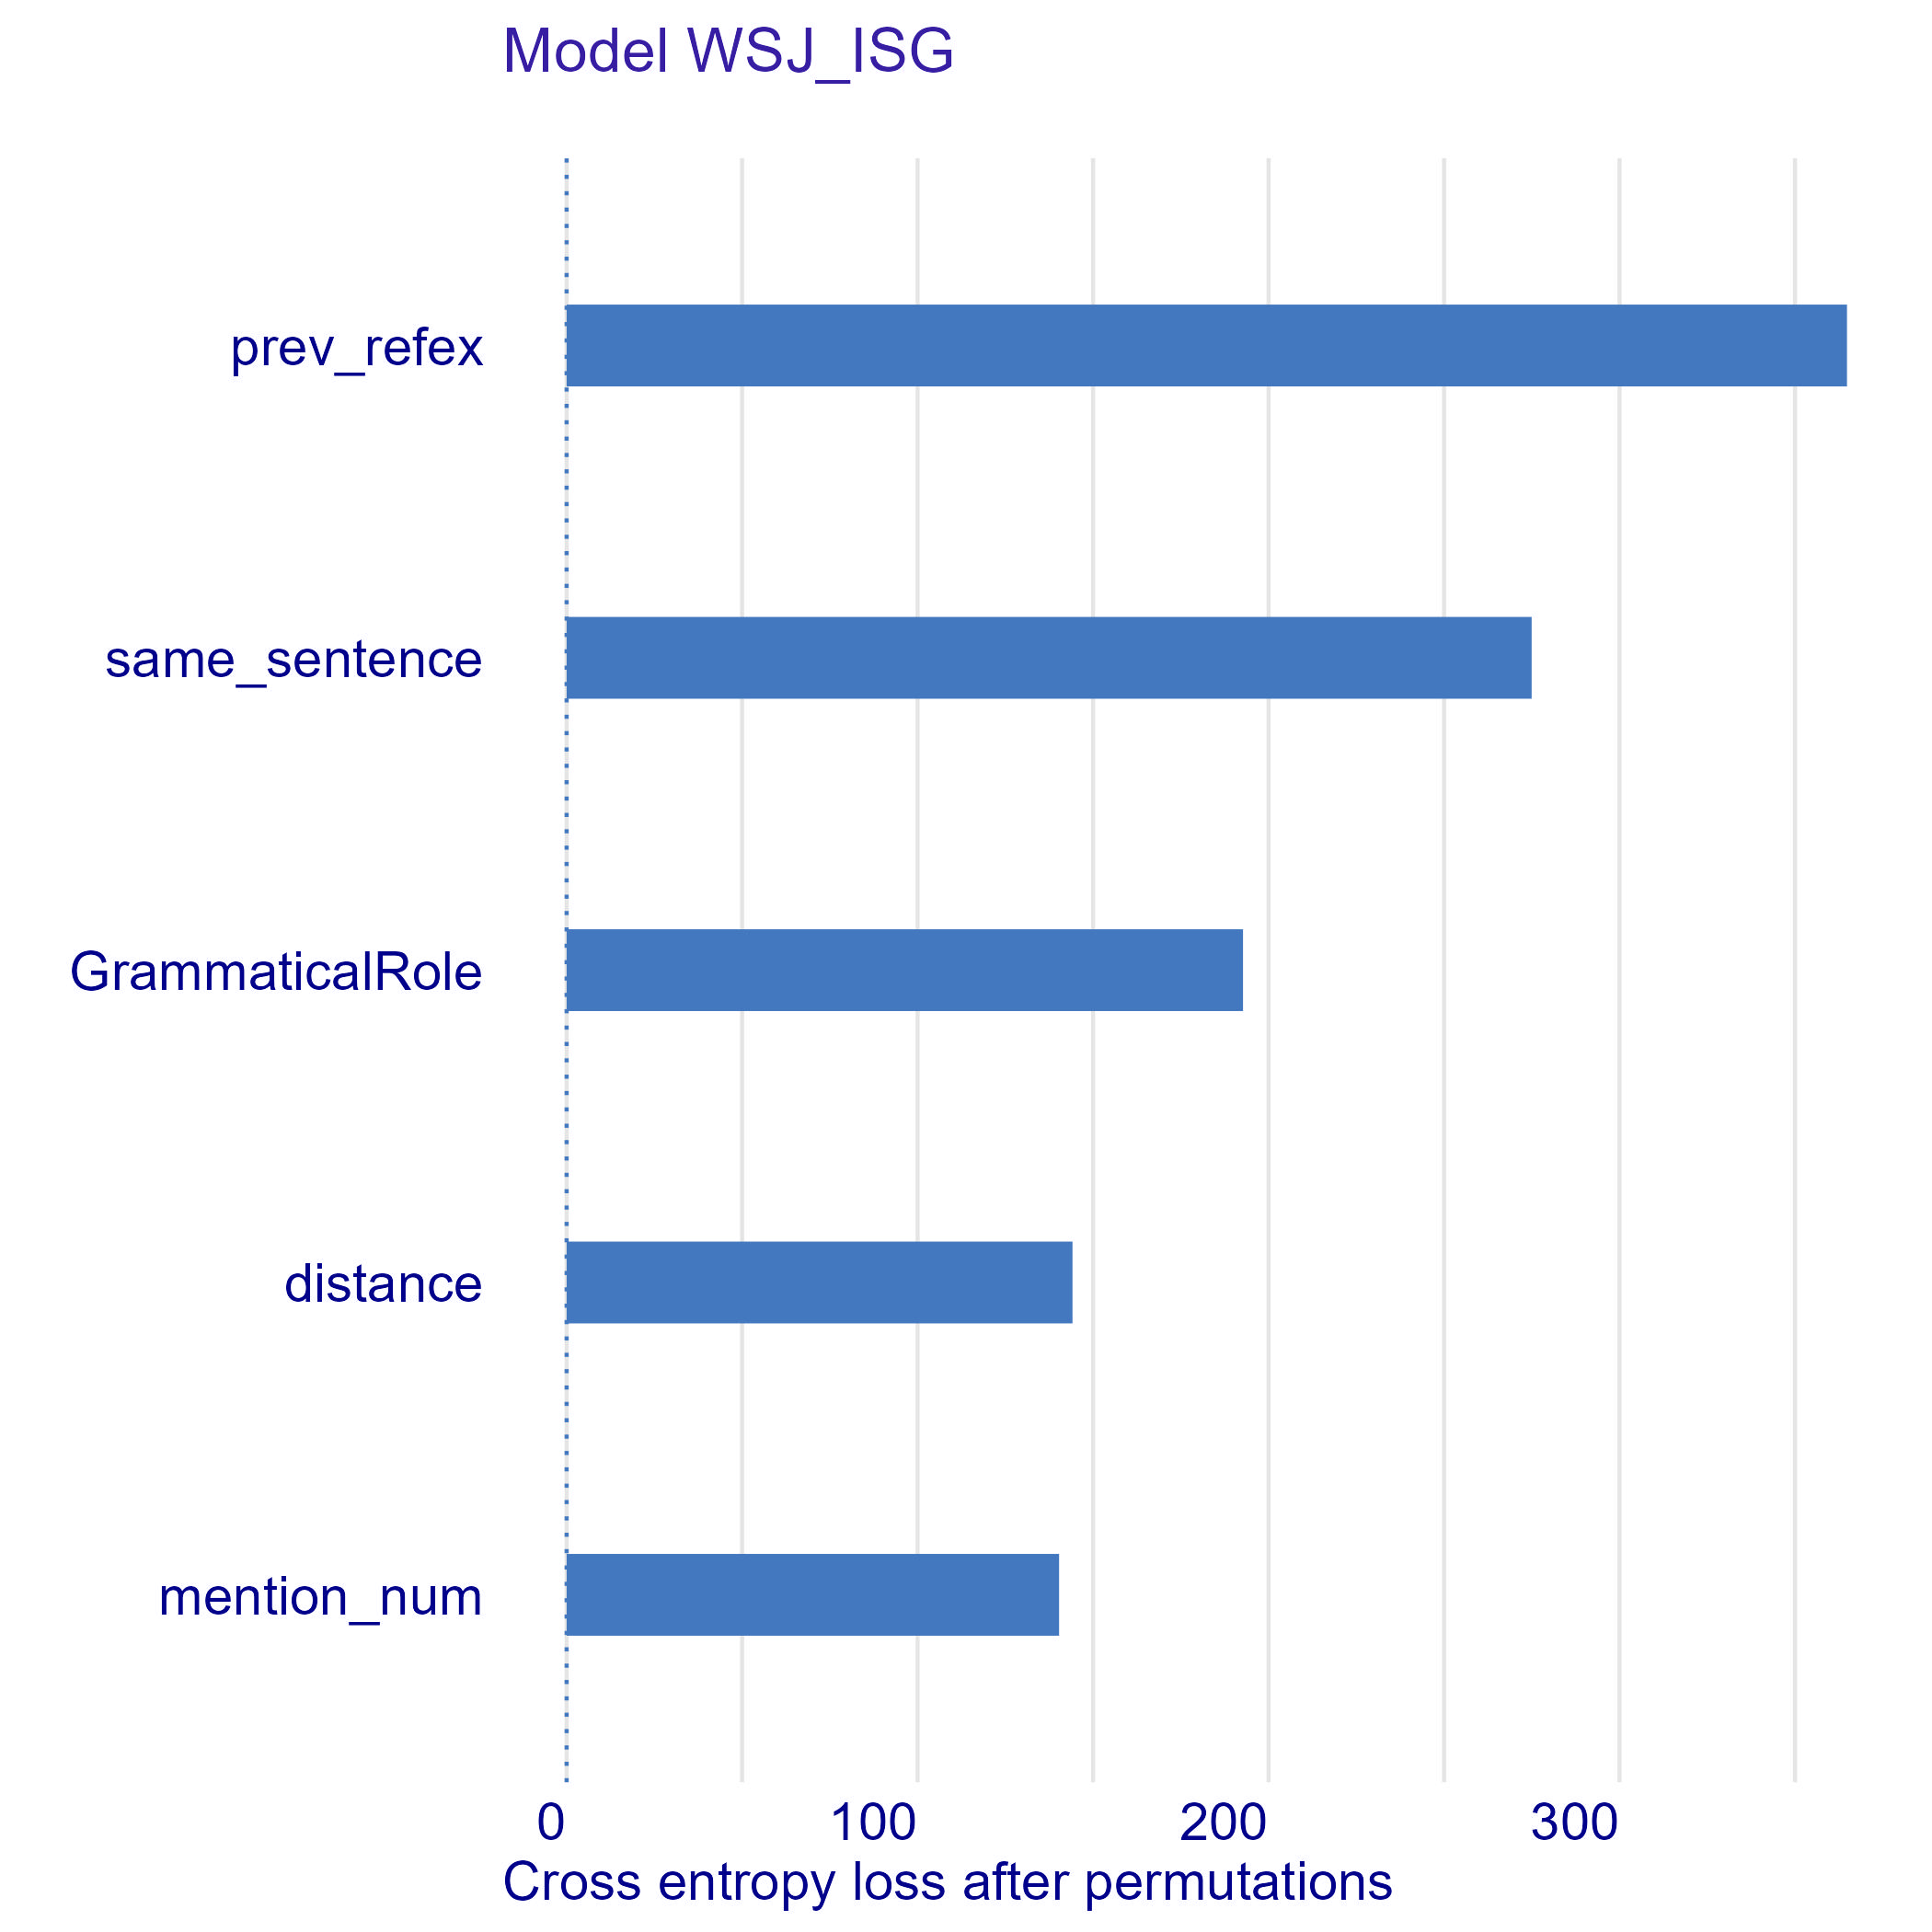 Model WSJ_ISG
prev_refex
same_sentence
GrammaticalRole
distance
mention_num
0 100 200 300
Cross entropy loss after permutations